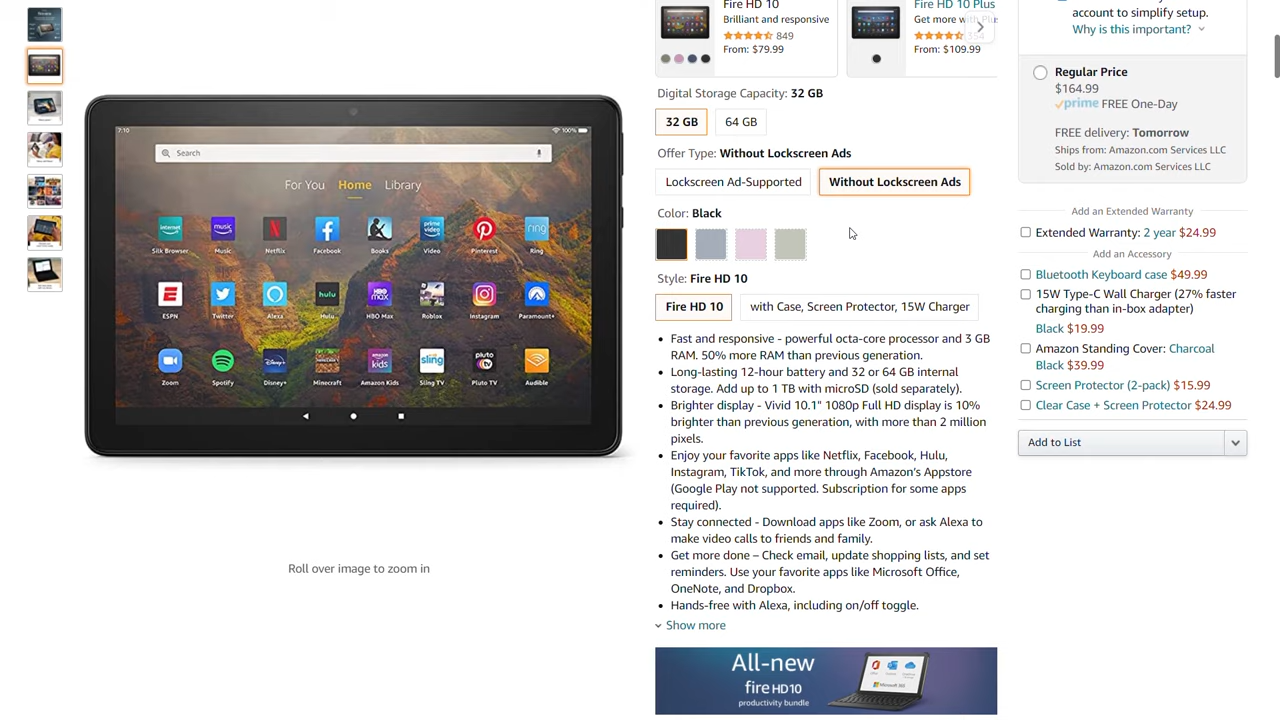 Fire HD 10
Brilliant and responsive
849
From: $79.99
Fire HD 10 Plus
Get more with Plus
From: $109.99
Digital Storage Capacity: 32 GB
32 GB
64 GB
Offer Type: Without Lockscreen Ads
Lockscreen Ad-Supported
Without Lockscreen Ads
Color: Black
Style: Fire HD 10
Fire HD 10
with Case, Screen Protector, 15W Charger
• Fast and responsive - powerful octa-core processor and 3 GB
RAM. 50% more RAM than previous generation.
• Long-lasting 12-hour battery and 32 or 64 GB internal
storage. Add up to 1 TB with microSD (sold separately).
• Brighter display - Vivid 10.1" 1080p Full HD display is 10%
brighter than previous generation, with more than 2 million
pixels.
• Enjoy your favorite apps like Netflix, Facebook, Hulu,
Instagram, TikTok, and more through Amazon's Appstore
(Google Play not supported. Subscription for some apps
required).
• Stay connected - Download apps like Zoom, or ask Alexa to
make video calls to friends and family.
• Get more done – Check email, update shopping lists, and set
reminders. Use your favorite apps like Microsoft Office,
OneNote, and Dropbox.
• Hands-free with Alexa, including on/off toggle.
Show more
All-new
fire HD 10
productivity bundle
Microsoft 365
account to simplify setup.
Why is this important?
Regular Price
$164.99
prime FREE One-Day
FREE delivery: Tomorrow
Ships from: Amazon.com Services LLC
Sold by: Amazon.com Services LLC
Add an Extended Warranty
Extended Warranty: 2 year $24.99
Add an Accessory
Bluetooth Keyboard case $49.99
15W Type-C Wall Charger (27% faster
charging than in-box adapter)
Black $19.99
Amazon Standing Cover: Charcoal
Black $39.99
Screen Protector (2-pack) $15.99
Clear Case + Screen Protector $24.99
Add to List
7:10
100%
Search
For You Home Library
Silk Browser Music Netflix Facebook Books Video Pinterest Ring
ESPN Twitter Alexa Hulu HBO Max Roblox Instagram Paramount+
Zoom Spotify Disney+ Minecraft Amazon Kids Sling TV Pluto TV Audible
Roll over image to zoom in